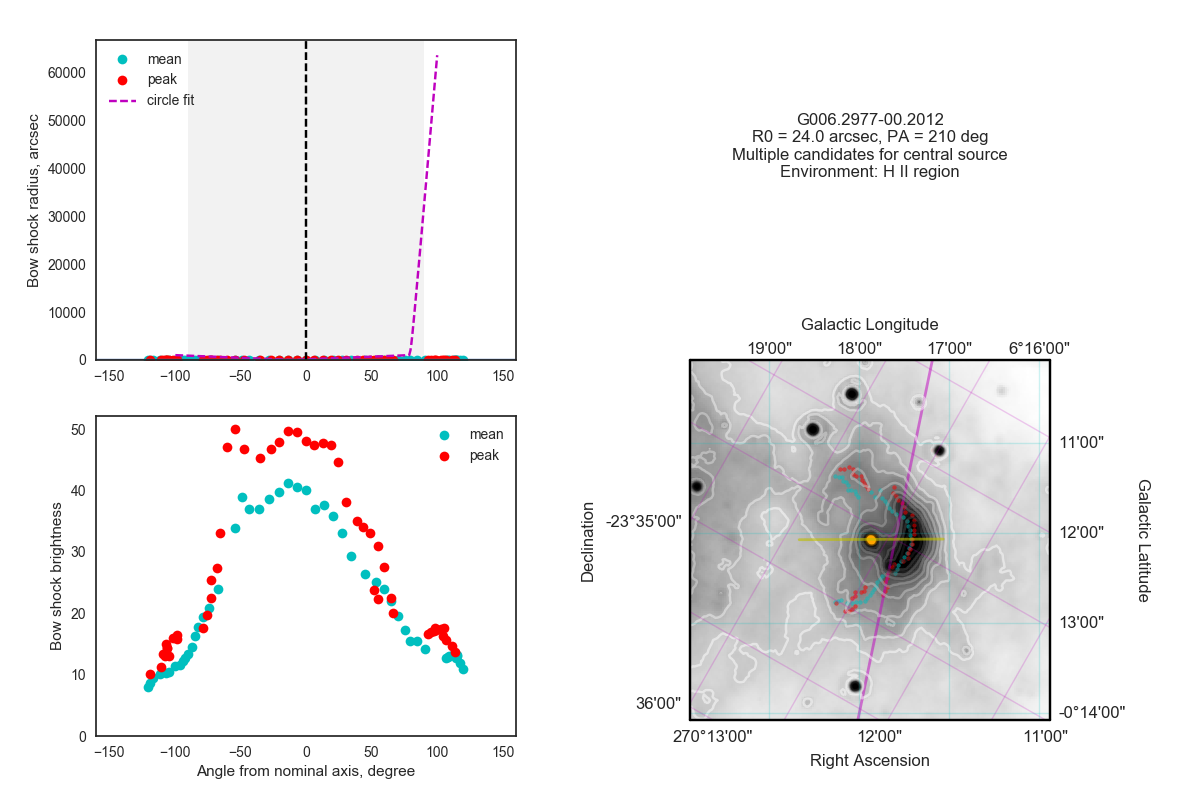 mean
peak
circle fit
Bow shock radius, arcsec
60000
50000
40000
30000
20000
10000
0
−150
−100
−50
0
50
100
150
mean
peak
Bow shock brightness
50
40
30
20
10
0
−150
−100
−50
0
50
100
150
Angle from nominal axis, degree
G006.2977-00.2012
R0 = 24.0 arcsec, PA = 210 deg
Multiple candidates for central source
Environment: H II region
Galactic Longitude
19'00" 18'00" 17'00" 6°16'00"
11'00"
12'00"
13'00"
-0°14'00"
Galactic Latitude
Declination
-23°35'00"
36'00"
270°13'00" 12'00" 11'00"
Right Ascension